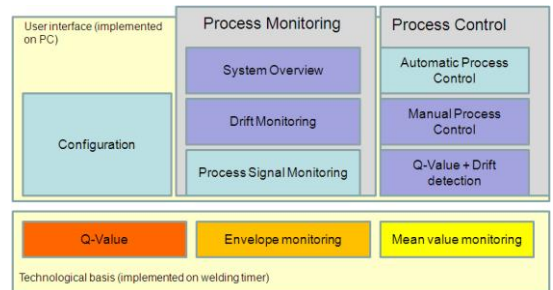 User interface (implemented
on PC)
Process Monitoring
Process Control
System Overview
Automatic Process
Control
Configuration
Drift Monitoring
Manual Process
Control
Process Signal Monitoring
Q-Value + Drift
detection
Q-Value
Envelope monitoring
Mean value monitoring
Technological basis (implemented on welding timer)